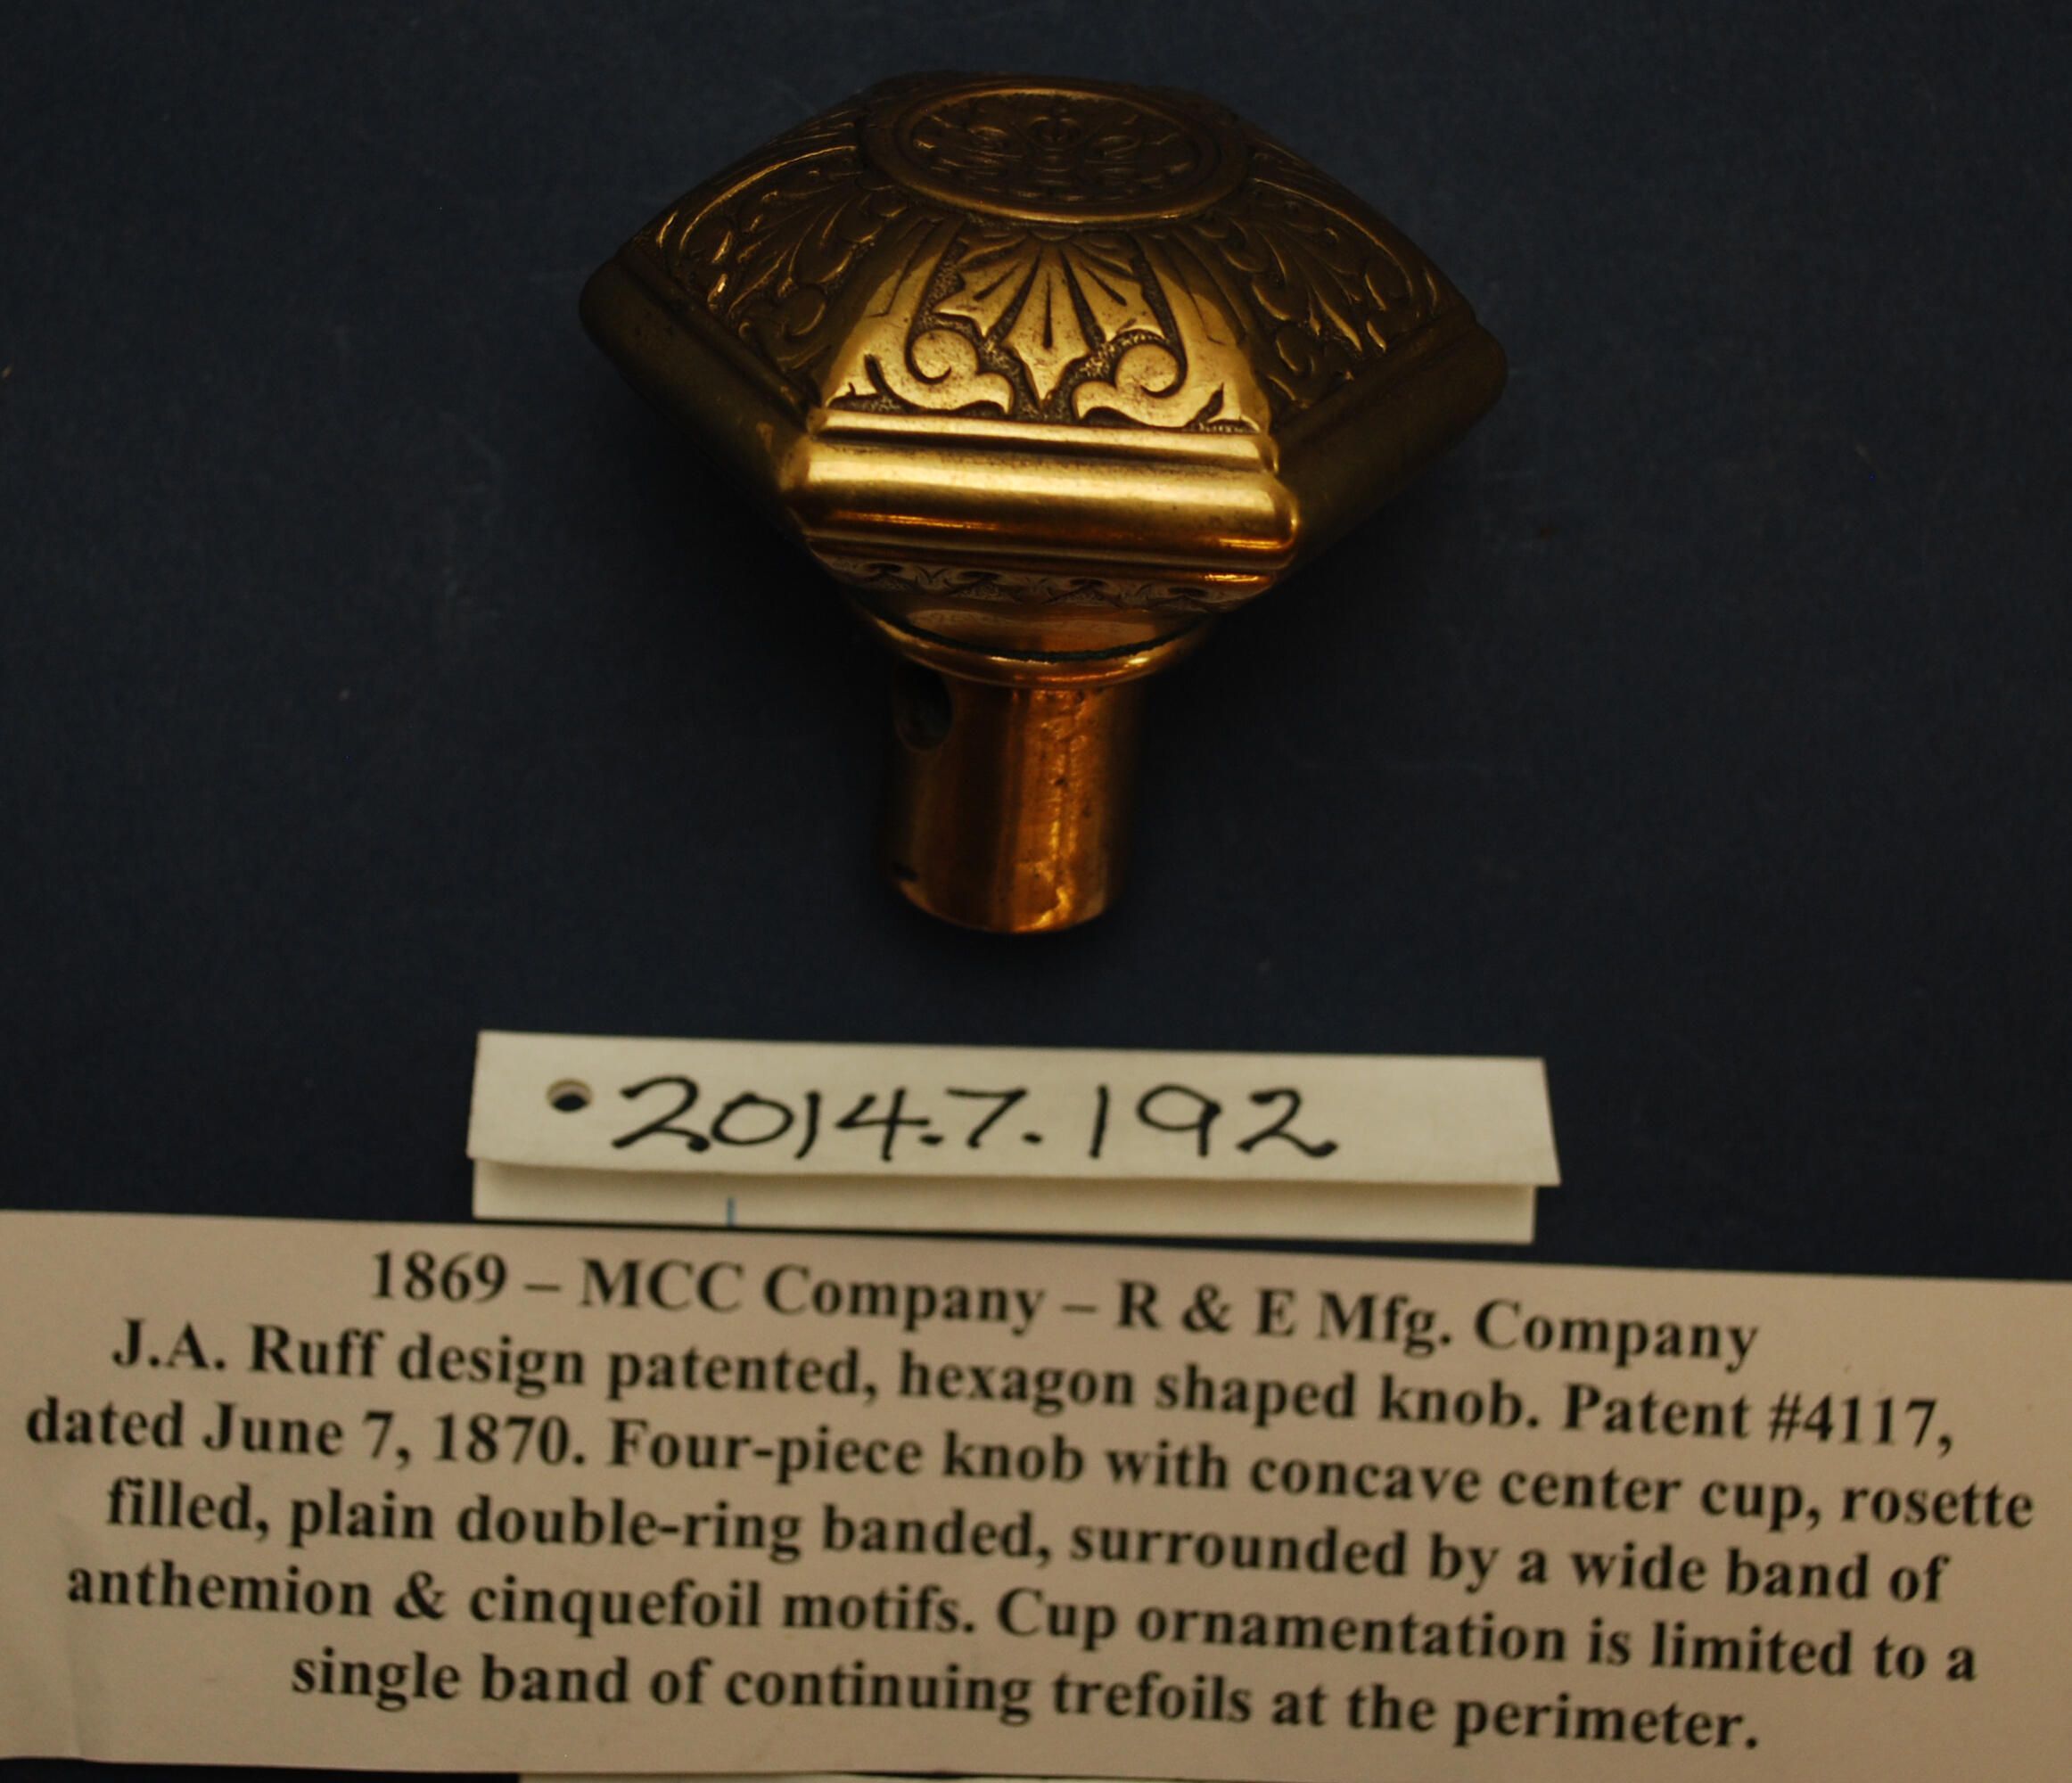 2014.7.192
1869 – MCC Company – R & E Mfg. Company
J.A. Ruff design patented, hexagon shaped knob. Patent #4117,
dated June 7, 1870. Four-piece knob with concave center cup, rosette
filled, plain double-ring banded, surrounded by a wide band of
anthemion & cinquefoil motifs. Cup ornamentation is limited to a
single band of continuing trefoils at the perimeter.